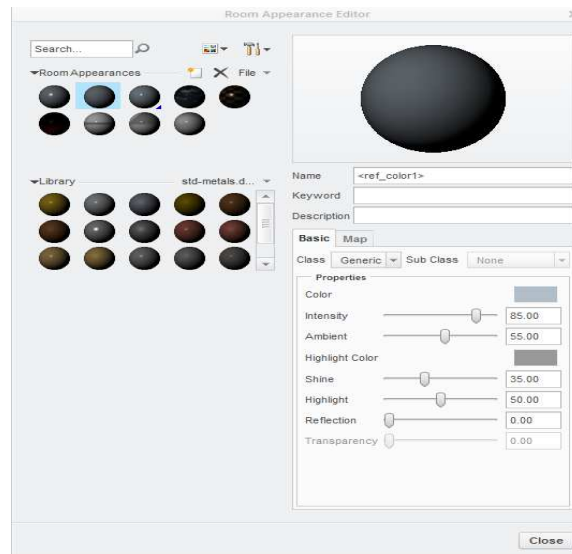 Room Appearance Editor
Search...
Room Appearances
File
Library
std-metals.d...
Name
<ref_color1>
Keyword
Description
Basic
Map
Class
Generic
Sub Class
None
Properties
Color
Intensity
85.00
Ambient
55.00
Highlight Color
Shine
35.00
Highlight
50.00
Reflection
0.00
Transparency
0.00
Close